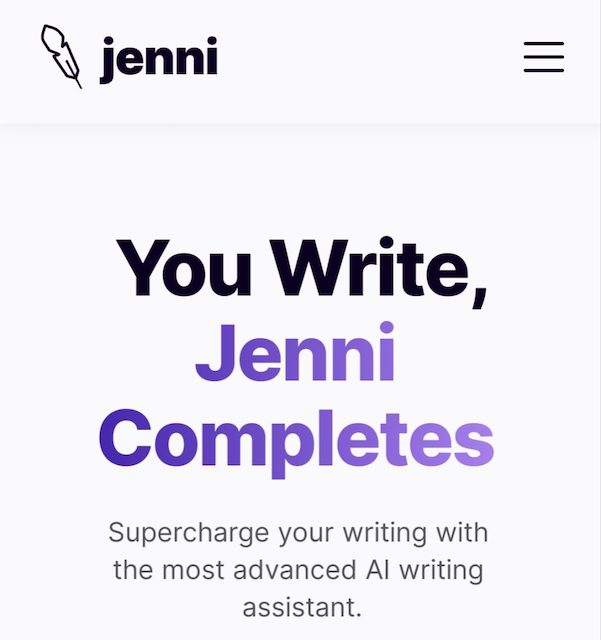 jenni
You Write,
Jenni
Completes
Supercharge your writing with
the most advanced AI writing
assistant.